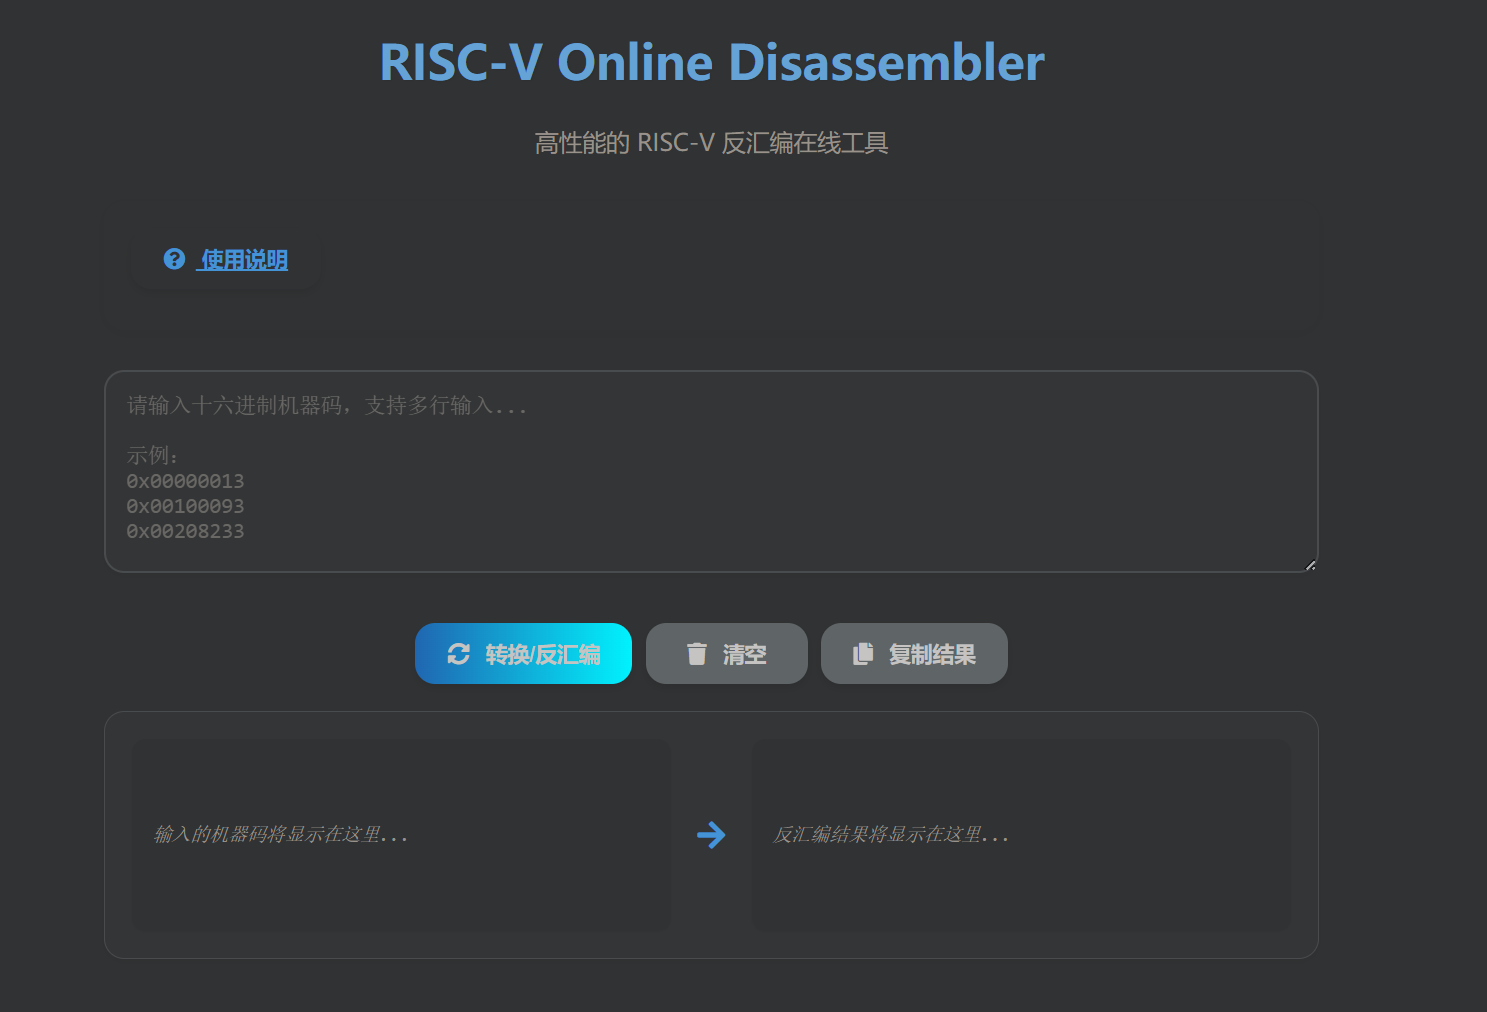 RISC-V Online Disassembler
高性能的 RISC-V 反汇编在线工具
使用说明
请输入十六进制机器码，支持多行输入...
示例：
0x00000013
0x00100093
0x00208233
转换/反汇编
清空
复制结果
输入的机器码将显示在这里...
反汇编结果将显示在这里...